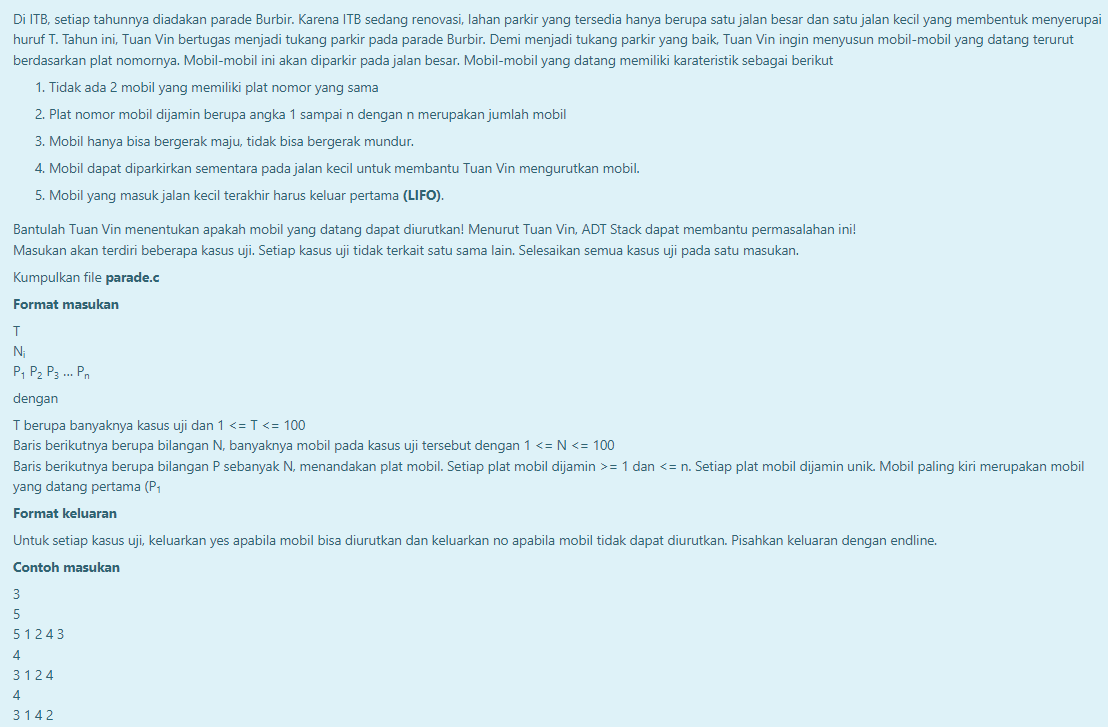 Di ITB, setiap tahunnya diadakan parade Burbir. Karena ITB sedang renovasi, lahan parkir yang tersedia hanya berupa satu jalan besar dan satu jalan kecil yang membentuk menyerupai
huruf T. Tahun ini, Tuan Vin bertugas menjadi tukang parkir pada parade Burbir. Demi menjadi tukang parkir yang baik, Tuan Vin ingin menyusun mobil-mobil yang datang terurut
berdasarkan plat nomornya. Mobil-mobil ini akan diparkir pada jalan besar. Mobil-mobil yang datang memiliki karateristik sebagai berikut
1. Tidak ada 2 mobil yang memiliki plat nomor yang sama
2. Plat nomor mobil dijamin berupa angka 1 sampai n dengan n merupakan jumlah mobil
3. Mobil hanya bisa bergerak maju, tidak bisa bergerak mundur.
4. Mobil dapat diparkirkan sementara pada jalan kecil untuk membantu Tuan Vin mengurutkan mobil.
5. Mobil yang masuk jalan kecil terakhir harus keluar pertama (LIFO).
Bantulah Tuan Vin menentukan apakah mobil yang datang dapat diurutkan! Menurut Tuan Vin, ADT Stack dapat membantu permasalahan ini!
Masukan akan terdiri beberapa kasus uji. Setiap kasus uji tidak terkait satu sama lain. Selesaikan semua kasus uji pada satu masukan.
Kumpulkan file parade.c
Format masukan
T
Nᵢ
P₁ P₂ P₃ ... Pₙ
dengan
T berupa banyaknya kasus uji dan 1 <= T <= 100
Baris berikutnya berupa bilangan N, banyaknya mobil pada kasus uji tersebut dengan 1 <= N <= 100
Baris berikutnya berupa bilangan P sebanyak N, menandakan plat mobil. Setiap plat mobil dijamin >= 1 dan <= n. Setiap plat mobil dijamin unik. Mobil paling kiri merupakan mobil
yang datang pertama (P₁
Format keluaran
Untuk setiap kasus uji, keluarkan yes apabila mobil bisa diurutkan dan keluarkan no apabila mobil tidak dapat diurutkan. Pisahkan keluaran dengan endline.
Contoh masukan
3
5
5 1 2 4 3
4
3 1 2 4
4
3 1 4 2